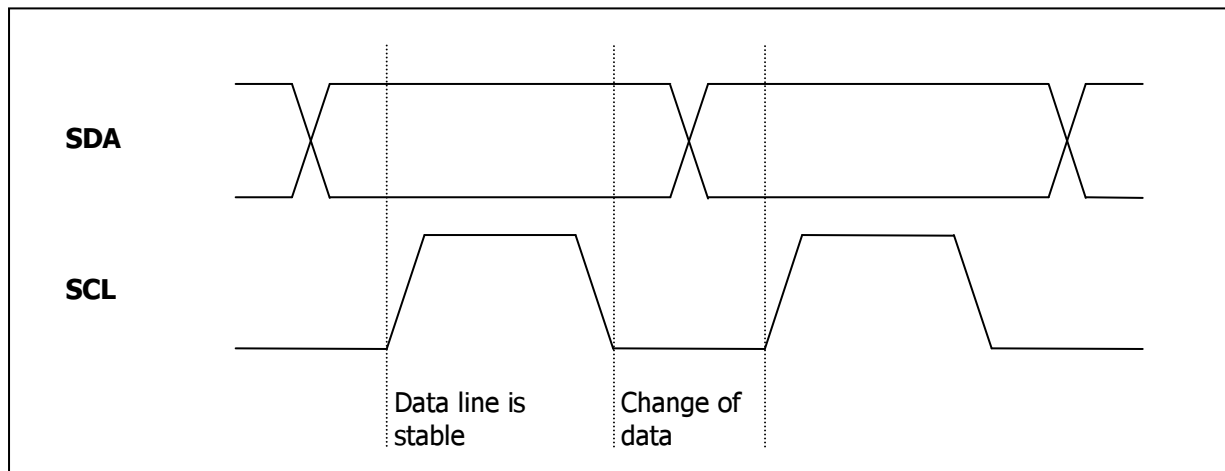 SDA
SCL
Data line is
stable
Change of
data